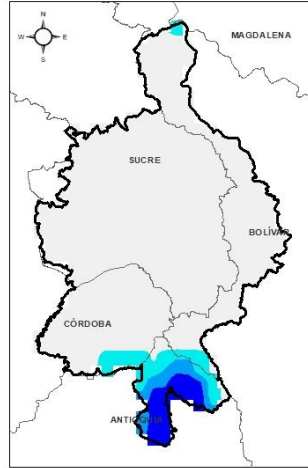 N
W E
S
MAGDALENA
SUCRE
BOLÍVAR
CÓRDOBA
ANTIOQUIA